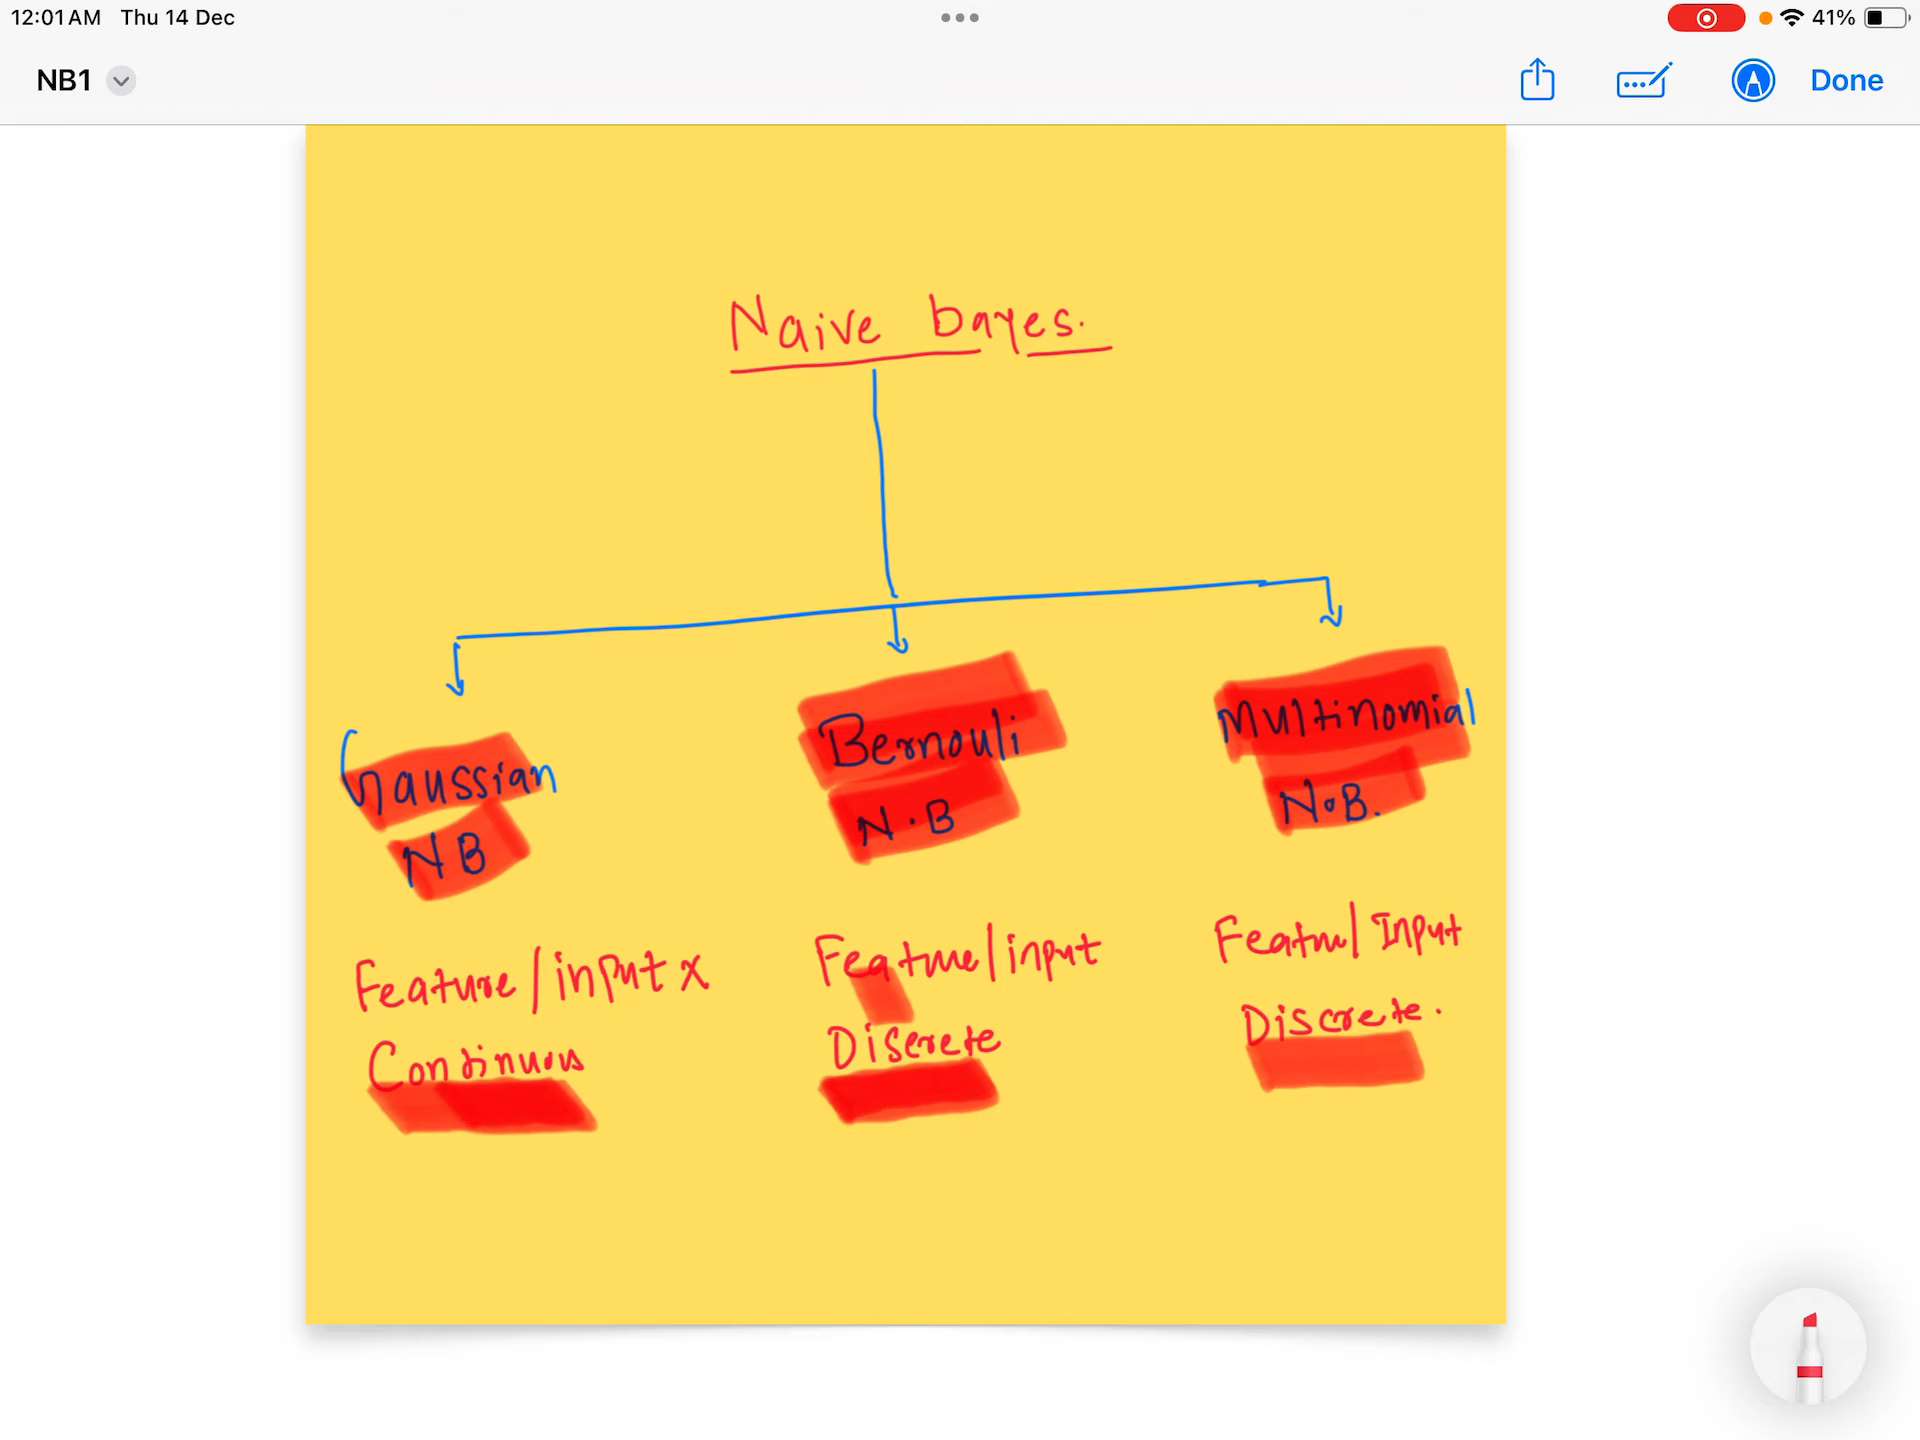 12:01 AM Thu 14 Dec
41%
NB1
Done
Naive bayes.
Gaussian
NB
Feature/input x
Continuous
Bernouli
N.B
Feature/input
Discrete
Multinomial
N.B.
Featu/Input
Discrete.